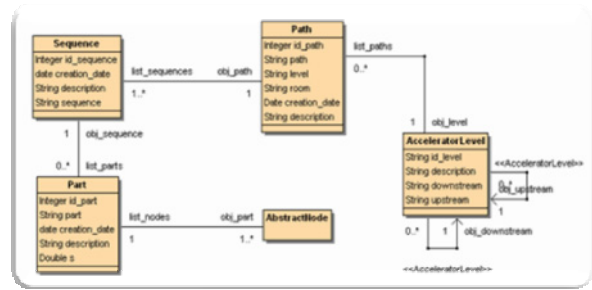 Sequence
Integer id_sequence
date creation_date
String description
String sequence
list_sequences
obj_path
1..*
1
Path
Integer id_path
String path
String level
String room
Date creation_date
String description
list_paths
0..*
1
obj_level
AcceleratorLevel
String id_level
String description
String downstream
String upstream
<<AcceleratorLevel>>
0..*
obj_upstream
1
0..*
1
obj_downstream
<<AcceleratorLevel>>
1
obj_sequence
0..*
list_parts
Part
Integer id_part
String part
date creation_date
String description
Double s
list_nodes
obj_part
1
1..*
AbstractNode